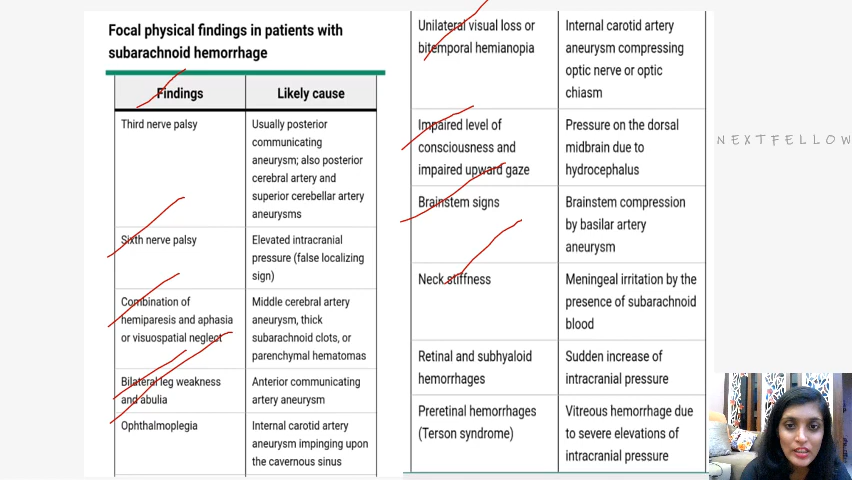 Focal physical findings in patients with
subarachnoid hemorrhage
Findings
Likely cause
Third nerve palsy
Usually posterior
communicating
aneurysm; also posterior
cerebral artery and
superior cerebellar artery
aneurysms
Sixth nerve palsy
Elevated intracranial
pressure (false localizing
sign)
Combination of
hemiparesis and aphasia
or visuospatial neglect
Middle cerebral artery
aneurysm, thick
subarachnoid clots, or
parenchymal hematomas
Bilateral leg weakness
and abulia
Anterior communicating
artery aneurysm
Ophthalmoplegia
Internal carotid artery
aneurysm impinging upon
the cavernous sinus
Unilateral visual loss or
bitemporal hemianopia
Internal carotid artery
aneurysm compressing
optic nerve or optic
chiasm
Impaired level of
consciousness and
impaired upward gaze
Pressure on the dorsal
midbrain due to
hydrocephalus
Brainstem signs
Brainstem compression
by basilar artery
aneurysm
Neck stiffness
Meningeal irritation by the
presence of subarachnoid
blood
Retinal and subhyaloid
hemorrhages
Sudden increase of
intracranial pressure
Preretinal hemorrhages
(Terson syndrome)
Vitreous hemorrhage due
to severe elevations of
intracranial pressure
NEXTFELLOW